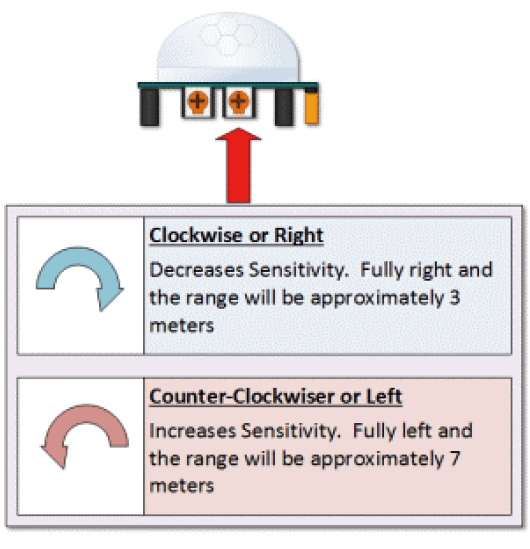 Clockwise or Right
Decreases Sensitivity.  Fully right and
the range will be approximately 3
meters
Counter-Clockwiser or Left
Increases Sensitivity.  Fully left and
the range will be approximately 7
meters